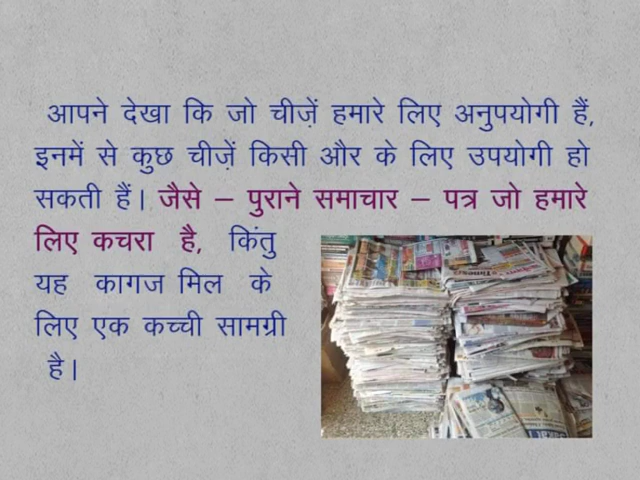 आपने देखा कि जो चीज़ें हमारे लिए अनुपयोगी हैं,
इनमें से कुछ चीज़ें किसी और के लिए उपयोगी हो
सकती हैं। जैसे – पुराने समाचार – पत्र जो हमारे
लिए कचरा है, किंतु
यह कागज मिल के
लिए एक कच्ची सामग्री
है।